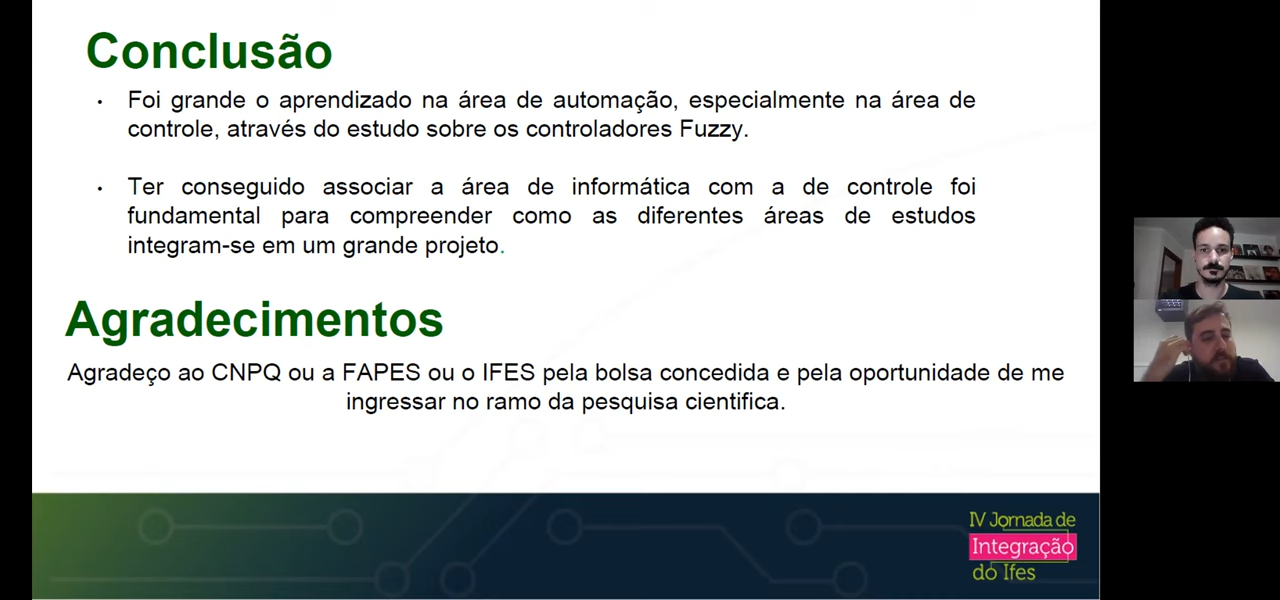 Conclusão
• Foi grande o aprendizado na área de automação, especialmente na área de
controle, através do estudo sobre os controladores Fuzzy.
• Ter conseguido associar a área de informática com a de controle foi
fundamental para compreender como as diferentes áreas de estudos
integram-se em um grande projeto.
Agradecimentos
Agradeço ao CNPQ ou a FAPES ou o IFES pela bolsa concedida e pela oportunidade de me
ingressar no ramo da pesquisa cientifica.
IV Jornada de
Integração
do Ifes